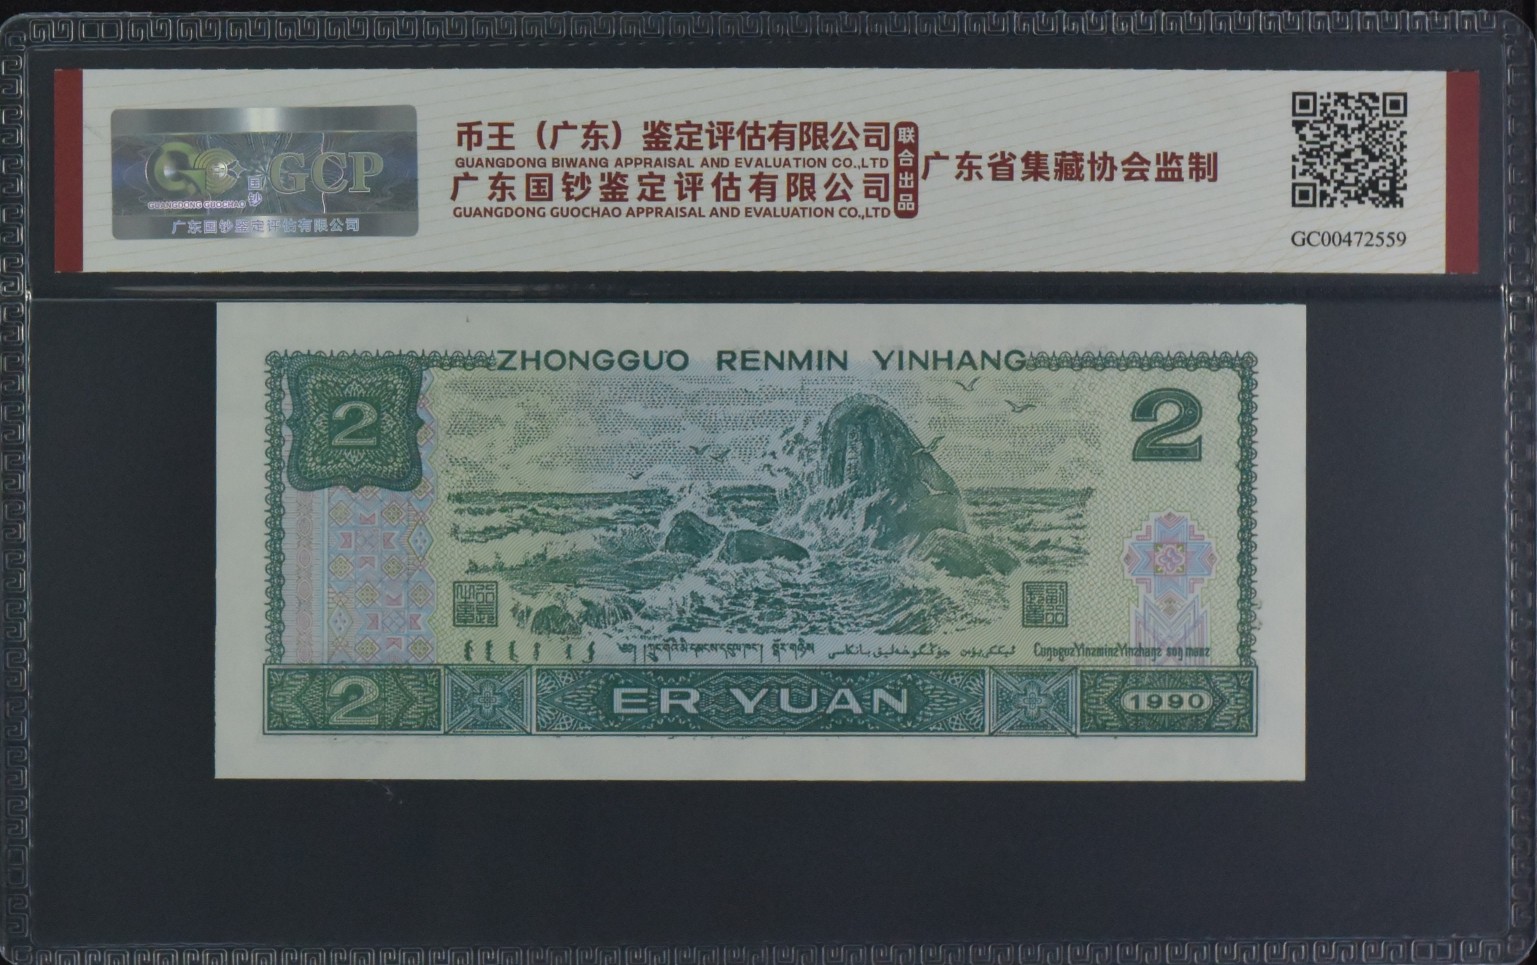 币王（广东）鉴定评估有限公司
GUANGDONG BIWANG APPRAISAL AND EVALUATION CO.,LTD
广东国钞鉴定评估有限公司
GUANGDONG GUOCHAO APPRAISAL AND EVALUATION CO.,LTD
联合出品
广东省集藏协会监制
GCP
国钞
GUANGDONG GUOCHAO
广东国钞鉴定评估有限公司
GC00472559
ZHONGGUO RENMIN YINHANG
2
2
CuŋƨguƨYinƨminƨYinƨhaŋƨ
2
ER YUAN
1990